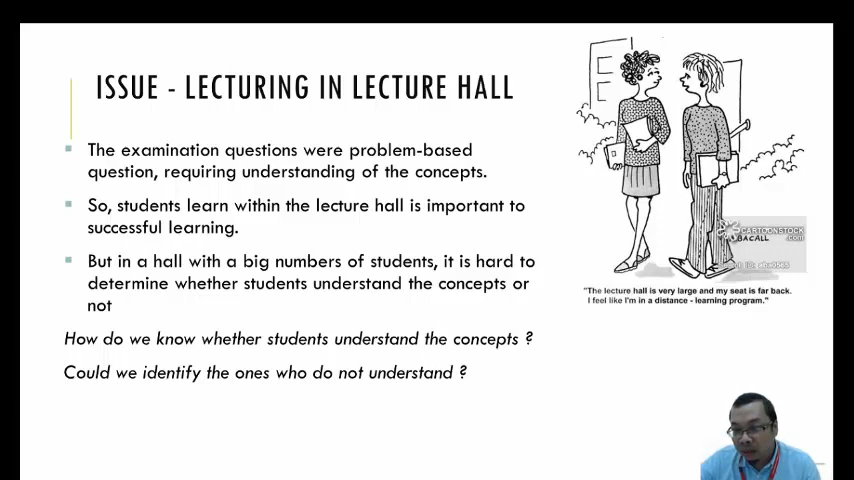 ISSUE - LECTURING IN LECTURE HALL
The examination questions were problem-based
question, requiring understanding of the concepts.
So, students learn within the lecture hall is important to
successful learning.
But in a hall with a big numbers of students, it is hard to
determine whether students understand the concepts or
not
How do we know whether students understand the concepts ?
Could we identify the ones who do not understand ?
CARTOONSTOCK
.com
BACALL
"The lecture hall is very large and my seat is far back.
I feel like I'm in a distance - learning program."